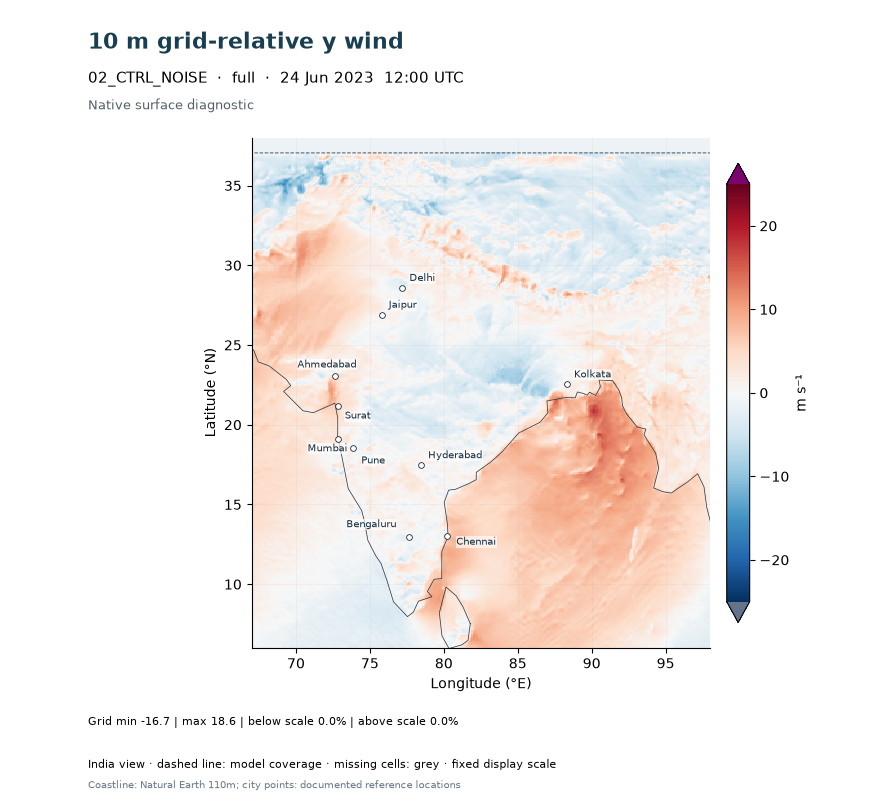 10 m grid-relative y wind
02_CTRL_NOISE · full · 24 Jun 2023 12:00 UTC
Native surface diagnostic
35
30
25
20
15
10
Latitude (°N)
Delhi
Jaipur
Ahmedabad
Kolkata
Surat
Mumbai
Pune
Hyderabad
Bengaluru
Chennai
70
75
80
85
90
95
Longitude (°E)
20
10
0
−10
−20
m s⁻¹
Grid min -16.7 | max 18.6 | below scale 0.0% | above scale 0.0%
India view · dashed line: model coverage · missing cells: grey · fixed display scale
Coastline: Natural Earth 110m; city points: documented reference locations